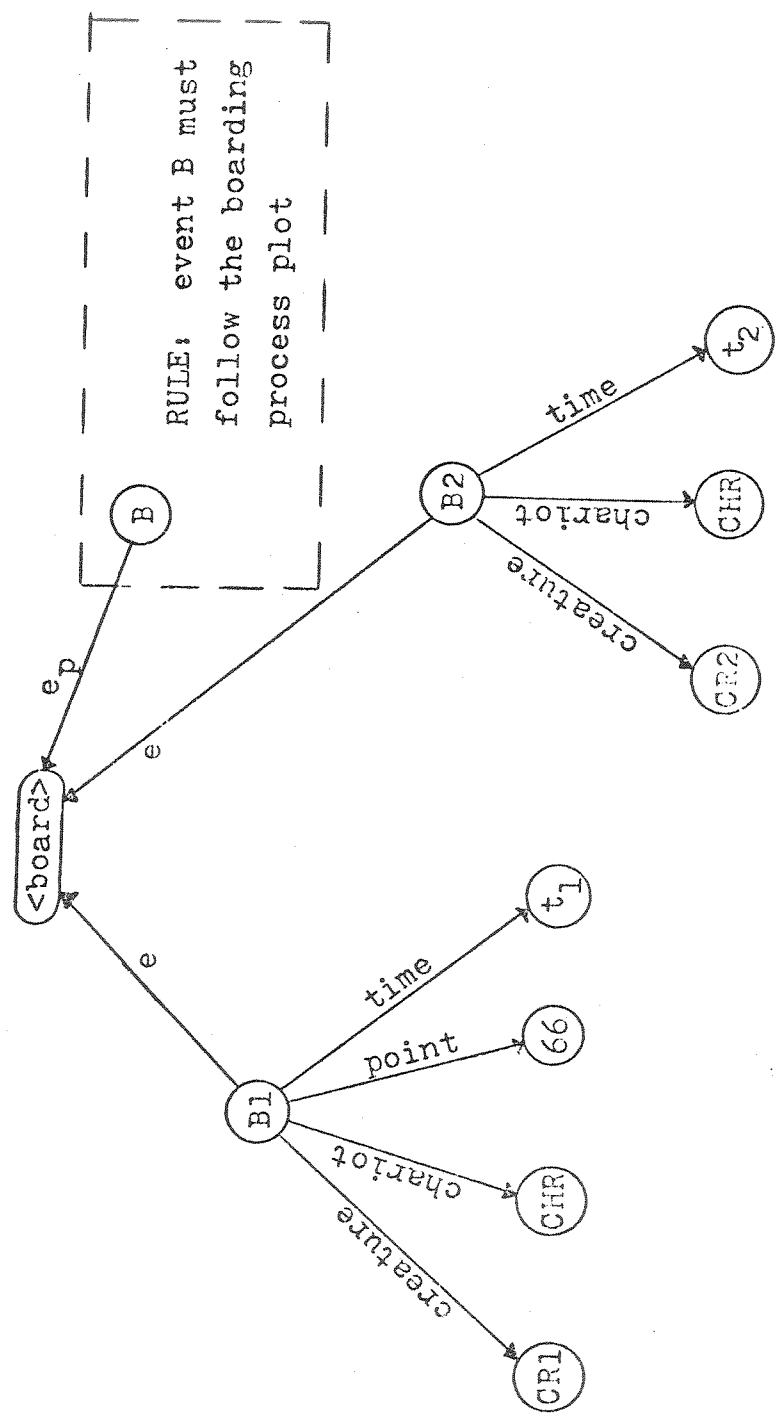 <board>
e
e
e_p
B
RULE: event B must
follow the boarding
process plot
B1
creature
chariot
point
time
CR1
CHR
66
t_1
B2
creature
chariot
time
CR2
CHR
t_2